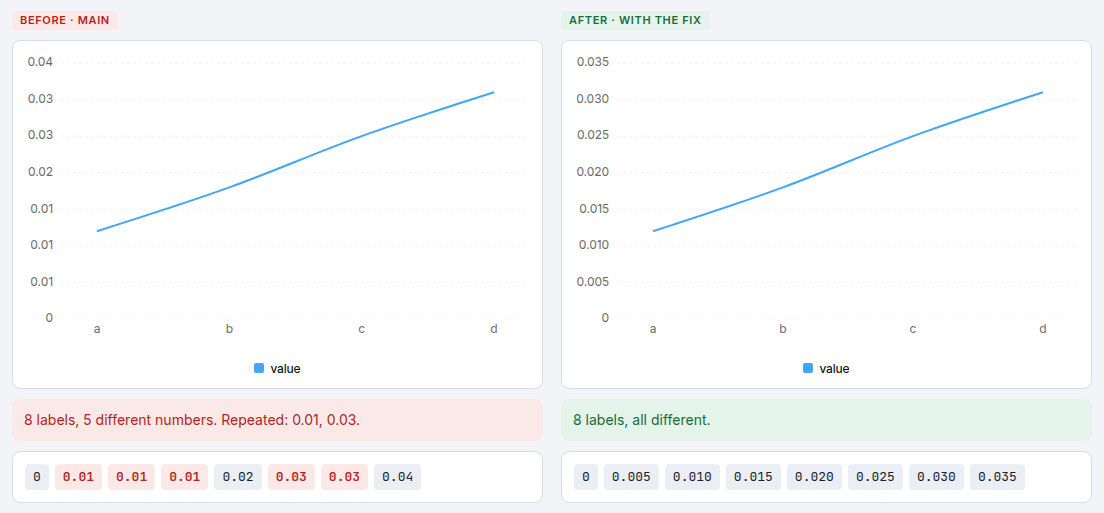 BEFORE · MAIN
0.04
0.03
0.03
0.02
0.01
0.01
0.01
0
a b c d
value
8 labels, 5 different numbers. Repeated: 0.01, 0.03.
0 0.01 0.01 0.01 0.02 0.03 0.03 0.04
AFTER · WITH THE FIX
0.035
0.030
0.025
0.020
0.015
0.010
0.005
0
a b c d
value
8 labels, all different.
0 0.005 0.010 0.015 0.020 0.025 0.030 0.035